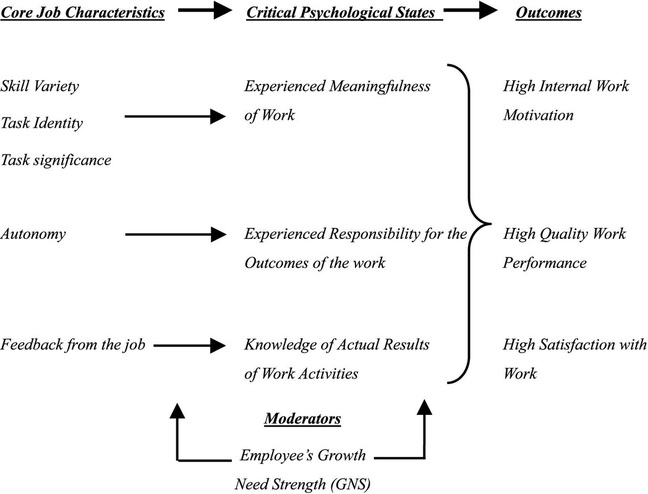 Core Job Characteristics
Critical Psychological States
Outcomes
Skill Variety
Task Identity
Task significance
Experienced Meaningfulness
of Work
High Internal Work
Motivation
Autonomy
Experienced Responsibility for the
Outcomes of the work
High Quality Work
Performance
Feedback from the job
Knowledge of Actual Results
of Work Activities
High Satisfaction with
Work
Moderators
Employee's Growth
Need Strength (GNS)